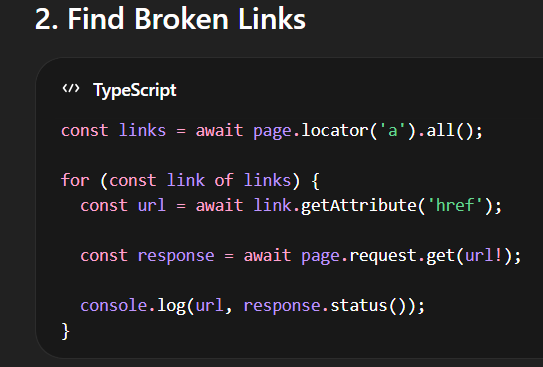 2. Find Broken Links
</> TypeScript
const links = await page.locator('a').all();
for (const link of links) {
const url = await link.getAttribute('href');
const response = await page.request.get(url!);
console.log(url, response.status());
}